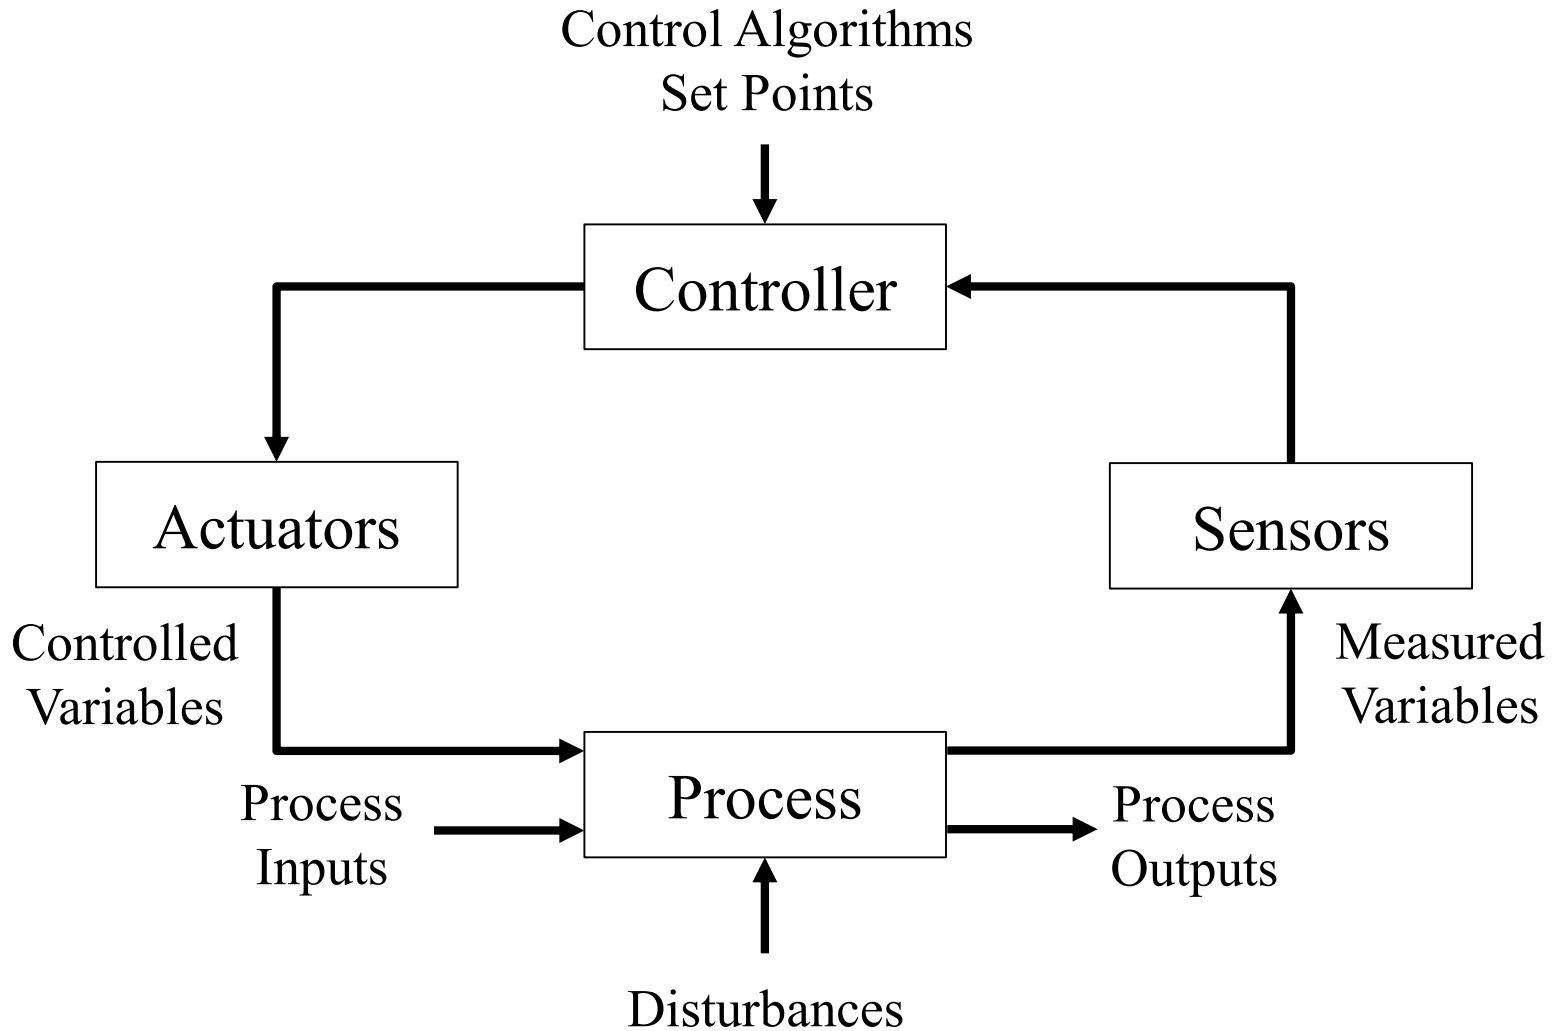 Control Algorithms
Set Points
Controller
Actuators
Sensors
Controlled
Variables
Measured
Variables
Process
Process
Inputs
Process
Outputs
Disturbances